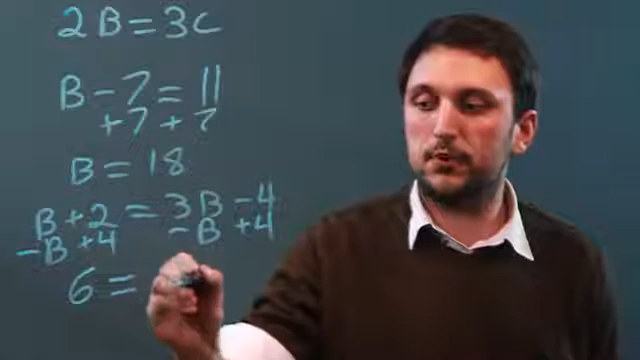 2B=3C
B-7=11
+7 +7
B=18
B+2=3B-4
-B +4 -B +4
6=